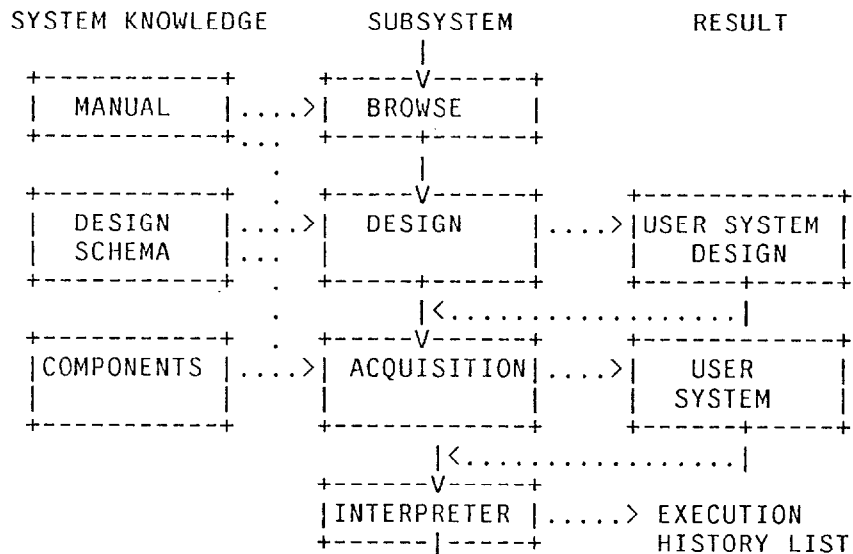 SYSTEM KNOWLEDGE SUBSYSTEM RESULT
MANUAL BROWSE
DESIGN DESIGN USER SYSTEM
SCHEMA DESIGN
COMPONENTS ACQUISITION USER
SYSTEM
INTERPRETER EXECUTION
HISTORY LIST